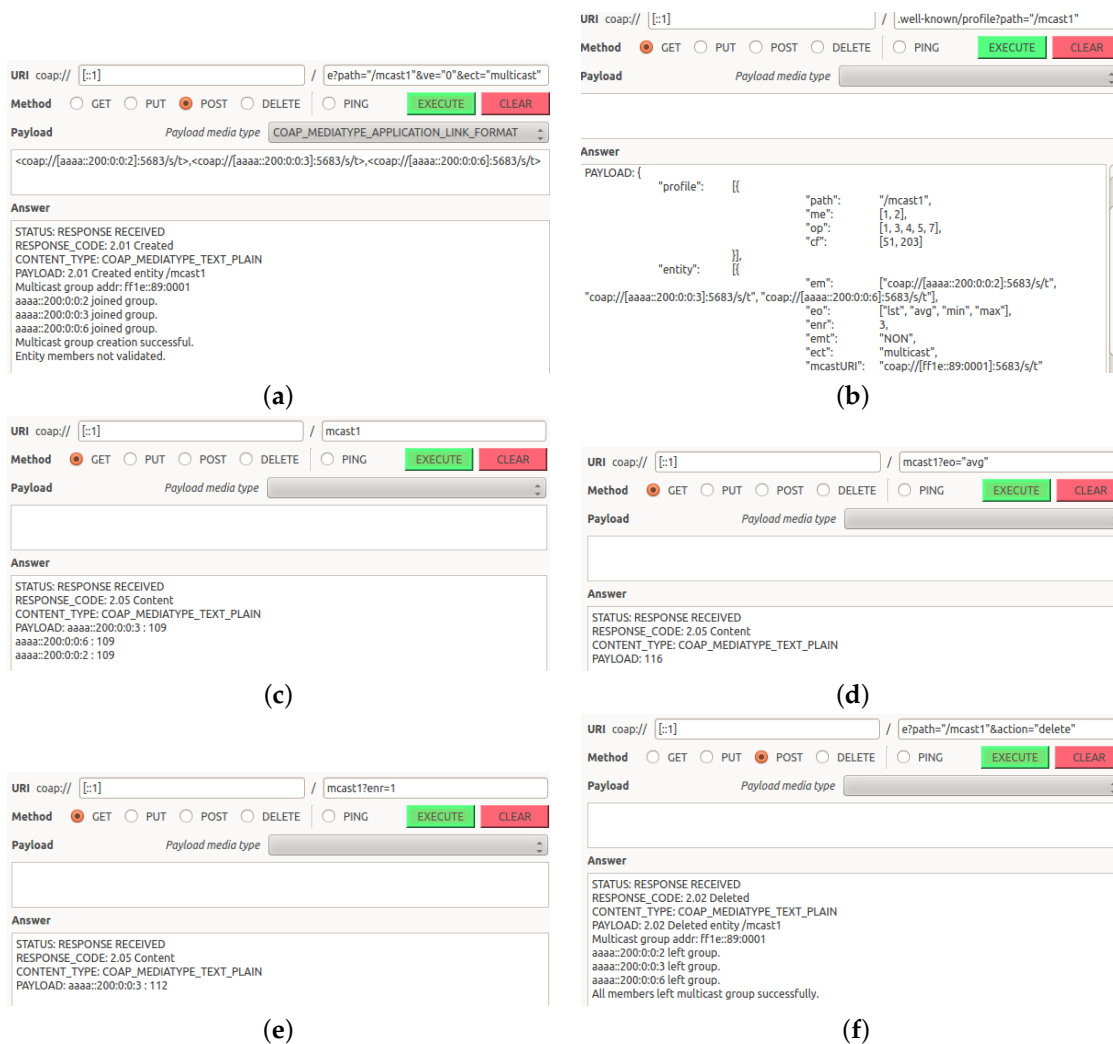 URI coap:// [::1] / e?path="/mcast1"&ve="0"&ect="multicast"
Method GET PUT POST DELETE PING EXECUTE CLEAR
Payload Payload media type COAP_MEDIATYPE_APPLICATION_LINK_FORMAT
<coap://[aaaa::200:0:0:2]:5683/s/t>,<coap://[aaaa::200:0:0:3]:5683/s/t>,<coap://[aaaa::200:0:0:6]:5683/s/t>
Answer
STATUS: RESPONSE RECEIVED
RESPONSE_CODE: 2.01 Created
CONTENT_TYPE: COAP_MEDIATYPE_TEXT_PLAIN
PAYLOAD: 2.01 Created entity /mcast1
Multicast group addr: ff1e::89:0001
aaaa::200:0:0:2 joined group.
aaaa::200:0:0:3 joined group.
aaaa::200:0:0:6 joined group.
Multicast group creation successful.
Entity members not validated.
(a)
URI coap:// [::1] / .well-known/profile?path="/mcast1"
Method GET PUT POST DELETE PING EXECUTE CLEAR
Payload Payload media type
Answer
PAYLOAD: {
"profile": [{
"path": "/mcast1",
"me": [1, 2],
"op": [1, 3, 4, 5, 7],
"cf": [51, 203]
}],
"entity": [{
"em": ["coap://[aaaa::200:0:0:2]:5683/s/t",
"coap://[aaaa::200:0:0:3]:5683/s/t", "coap://[aaaa::200:0:0:6]:5683/s/t"],
"eo": ["lst", "avg", "min", "max"],
"enr": 3,
"emt": "NON",
"ect": "multicast",
"mcastURI": "coap://[ff1e::89:0001]:5683/s/t"
(b)
URI coap:// [::1] / mcast1
Method GET PUT POST DELETE PING EXECUTE CLEAR
Payload Payload media type
Answer
STATUS: RESPONSE RECEIVED
RESPONSE_CODE: 2.05 Content
CONTENT_TYPE: COAP_MEDIATYPE_TEXT_PLAIN
PAYLOAD: aaaa::200:0:0:3 : 109
aaaa::200:0:0:6 : 109
aaaa::200:0:0:2 : 109
(c)
URI coap:// [::1] / mcast1?eo="avg"
Method GET PUT POST DELETE PING EXECUTE CLEAR
Payload Payload media type
Answer
STATUS: RESPONSE RECEIVED
RESPONSE_CODE: 2.05 Content
CONTENT_TYPE: COAP_MEDIATYPE_TEXT_PLAIN
PAYLOAD: 116
(d)
URI coap:// [::1] / mcast1?enr=1
Method GET PUT POST DELETE PING EXECUTE CLEAR
Payload Payload media type
Answer
STATUS: RESPONSE RECEIVED
RESPONSE_CODE: 2.05 Content
CONTENT_TYPE: COAP_MEDIATYPE_TEXT_PLAIN
PAYLOAD: aaaa::200:0:0:3 : 112
(e)
URI coap:// [::1] / e?path="/mcast1"&action="delete"
Method GET PUT POST DELETE PING EXECUTE CLEAR
Payload Payload media type
Answer
STATUS: RESPONSE RECEIVED
RESPONSE_CODE: 2.02 Deleted
CONTENT_TYPE: COAP_MEDIATYPE_TEXT_PLAIN
PAYLOAD: 2.02 Deleted entity /mcast1
Multicast group addr: ff1e::89:0001
aaaa::200:0:0:2 left group.
aaaa::200:0:0:3 left group.
aaaa::200:0:0:6 left group.
All members left multicast group successfully.
(f)